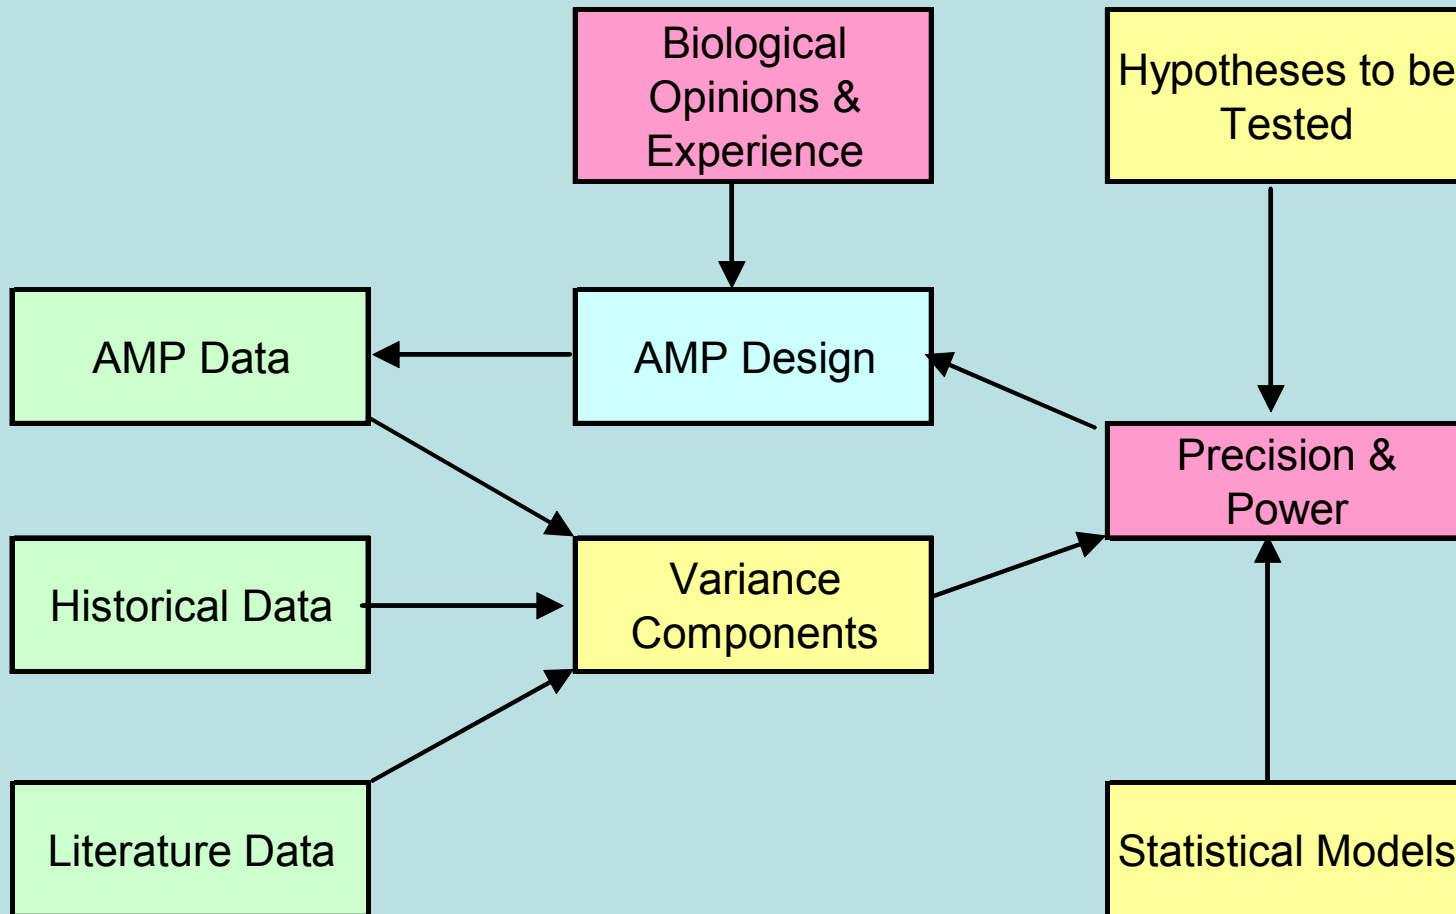 Biological
Opinions &
Experience
Hypotheses to be
Tested
AMP Data
AMP Design
Precision &
Power
Historical Data
Variance
Components
Literature Data
Statistical Models